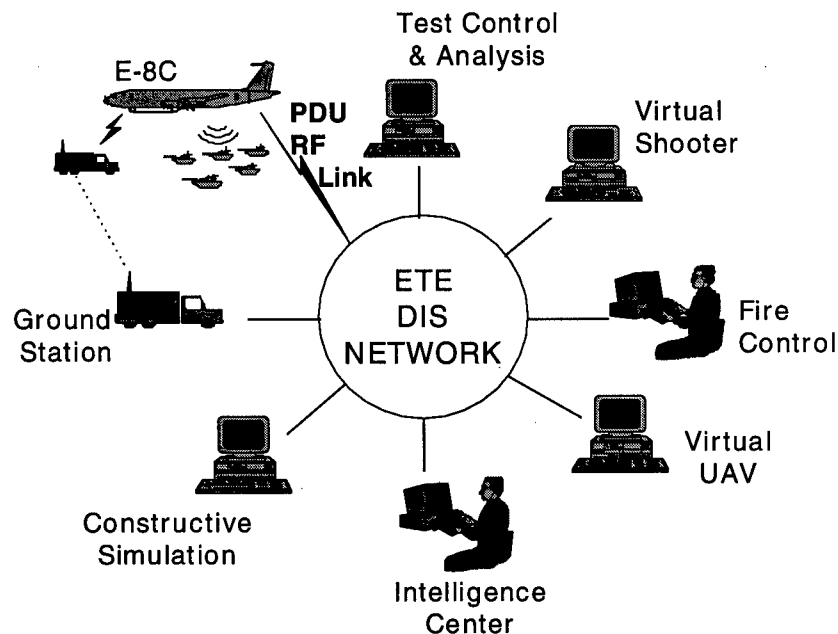 Test Control
& Analysis
E-8C
PDU
RF
Link
Virtual
Shooter
ETE
DIS
NETWORK
Ground
Station
Fire
Control
Virtual
UAV
Constructive
Simulation
Intelligence
Center